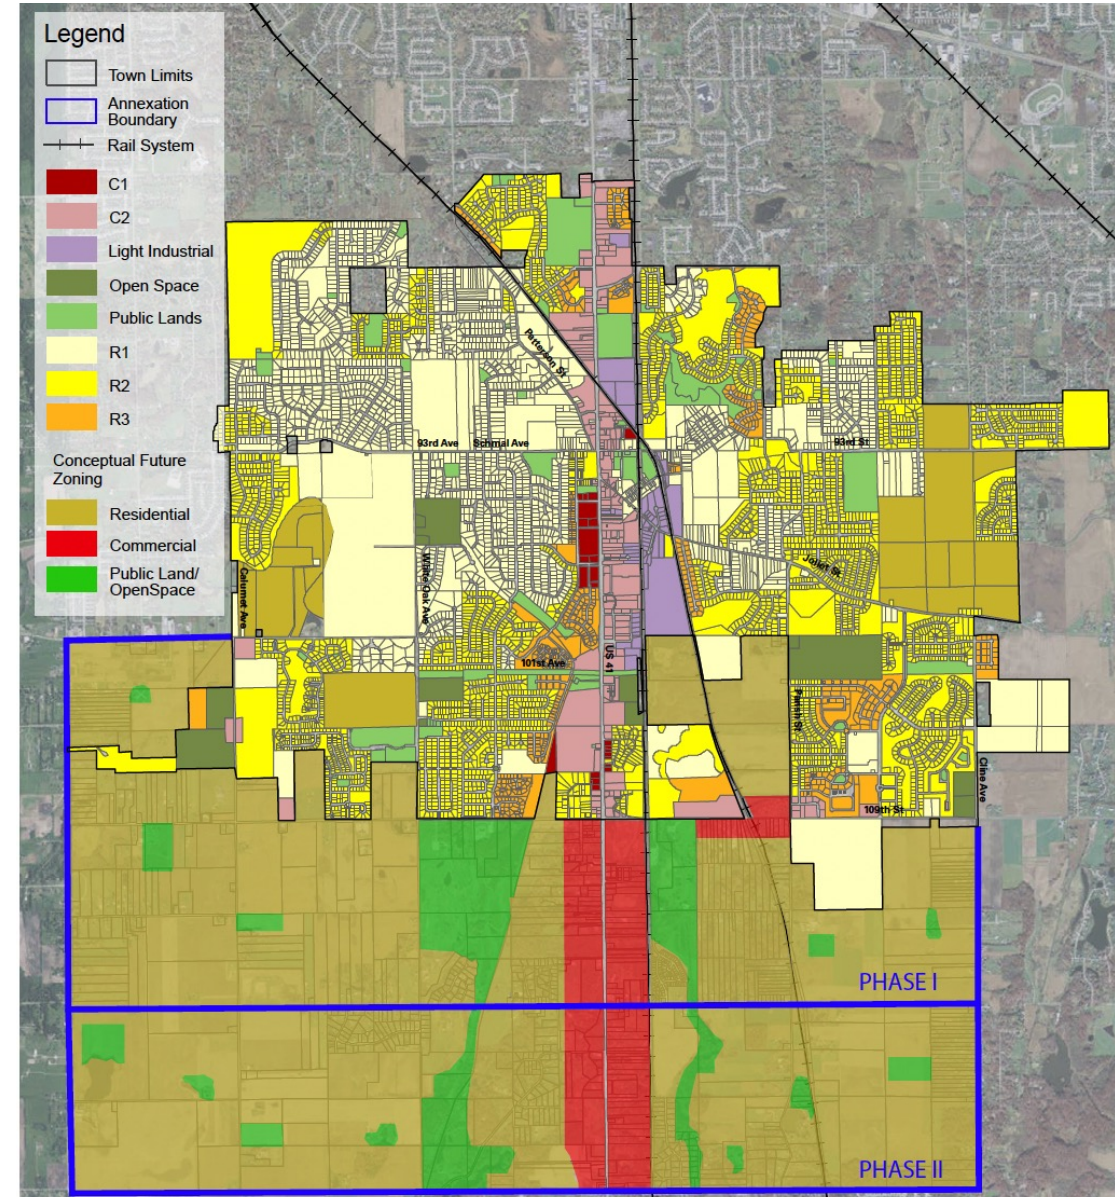 Legend
Town Limits
Annexation
Boundary
Rail System
C1
C2
Light Industrial
Open Space
Public Lands
R1
R2
R3
Conceptual Future
Zoning
Residential
Commercial
Public Land/
OpenSpace
Patterson St
93rd Ave
Schmal Ave
93rd St
Joliet St
Calumet Ave
White Oak Ave
101st Ave
US 41
Parrish St
Cline Ave
109th St
PHASE I
PHASE II